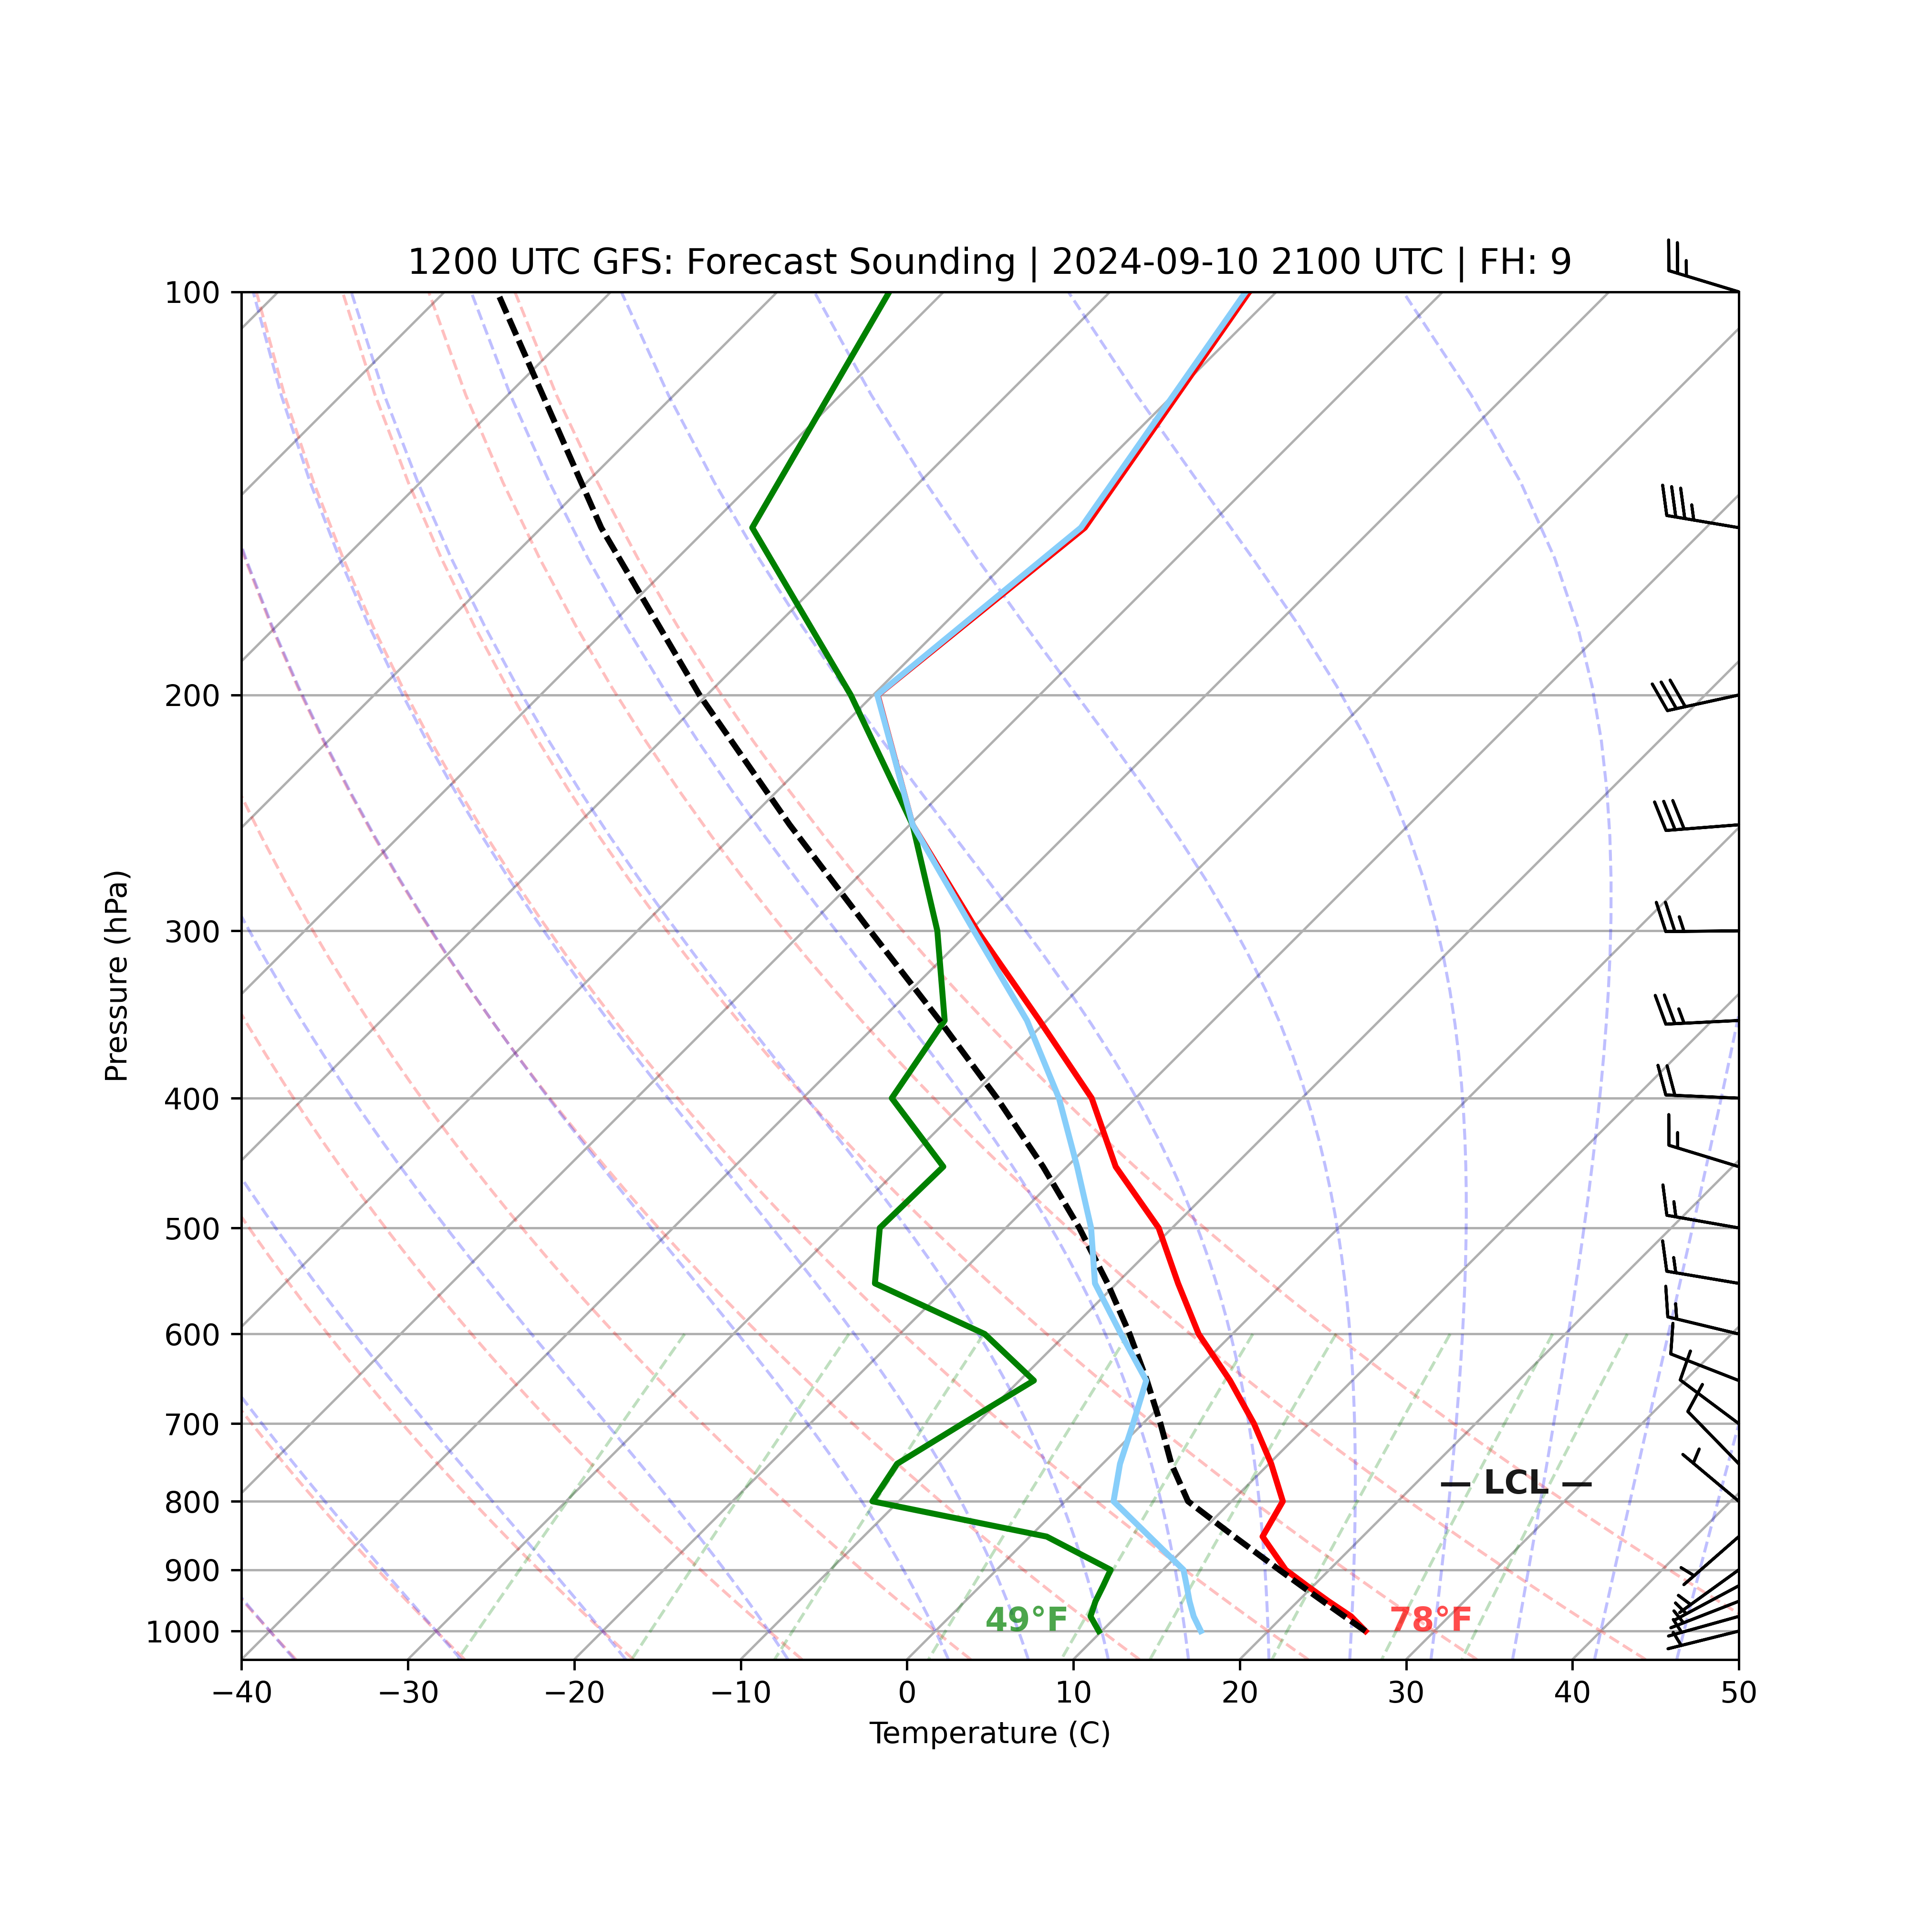 1200 UTC GFS: Forecast Sounding | 2024-09-10 2100 UTC | FH: 9
100
200
300
400
500
600
700
800
900
1000
Pressure (hPa)
— LCL —
49°F
78°F
−40 −30 −20 −10 0 10 20 30 40 50
Temperature (C)